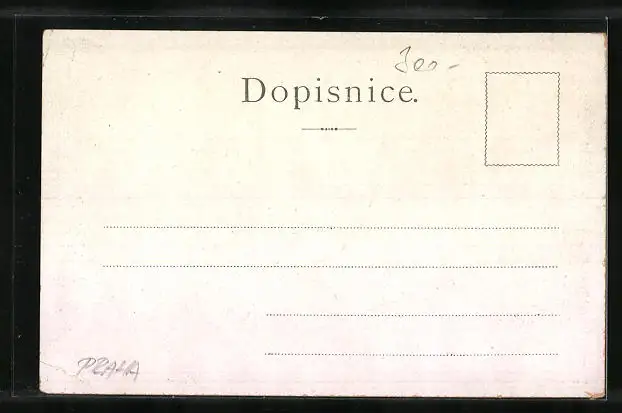 300-
Dopisnice.
PRAHA